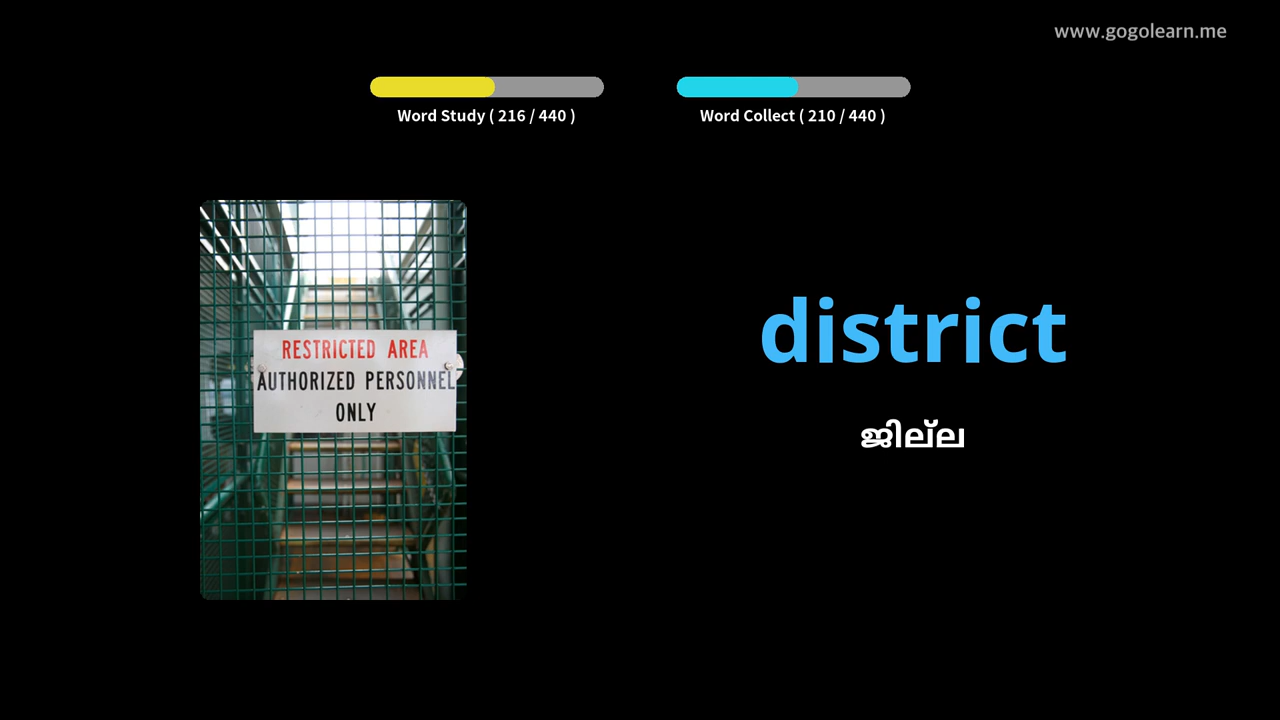 www.gogolearn.me
Word Study ( 216 / 440 )
Word Collect ( 210 / 440 )
RESTRICTED AREA
AUTHORIZED PERSONNEL
ONLY
district
ജില്ല